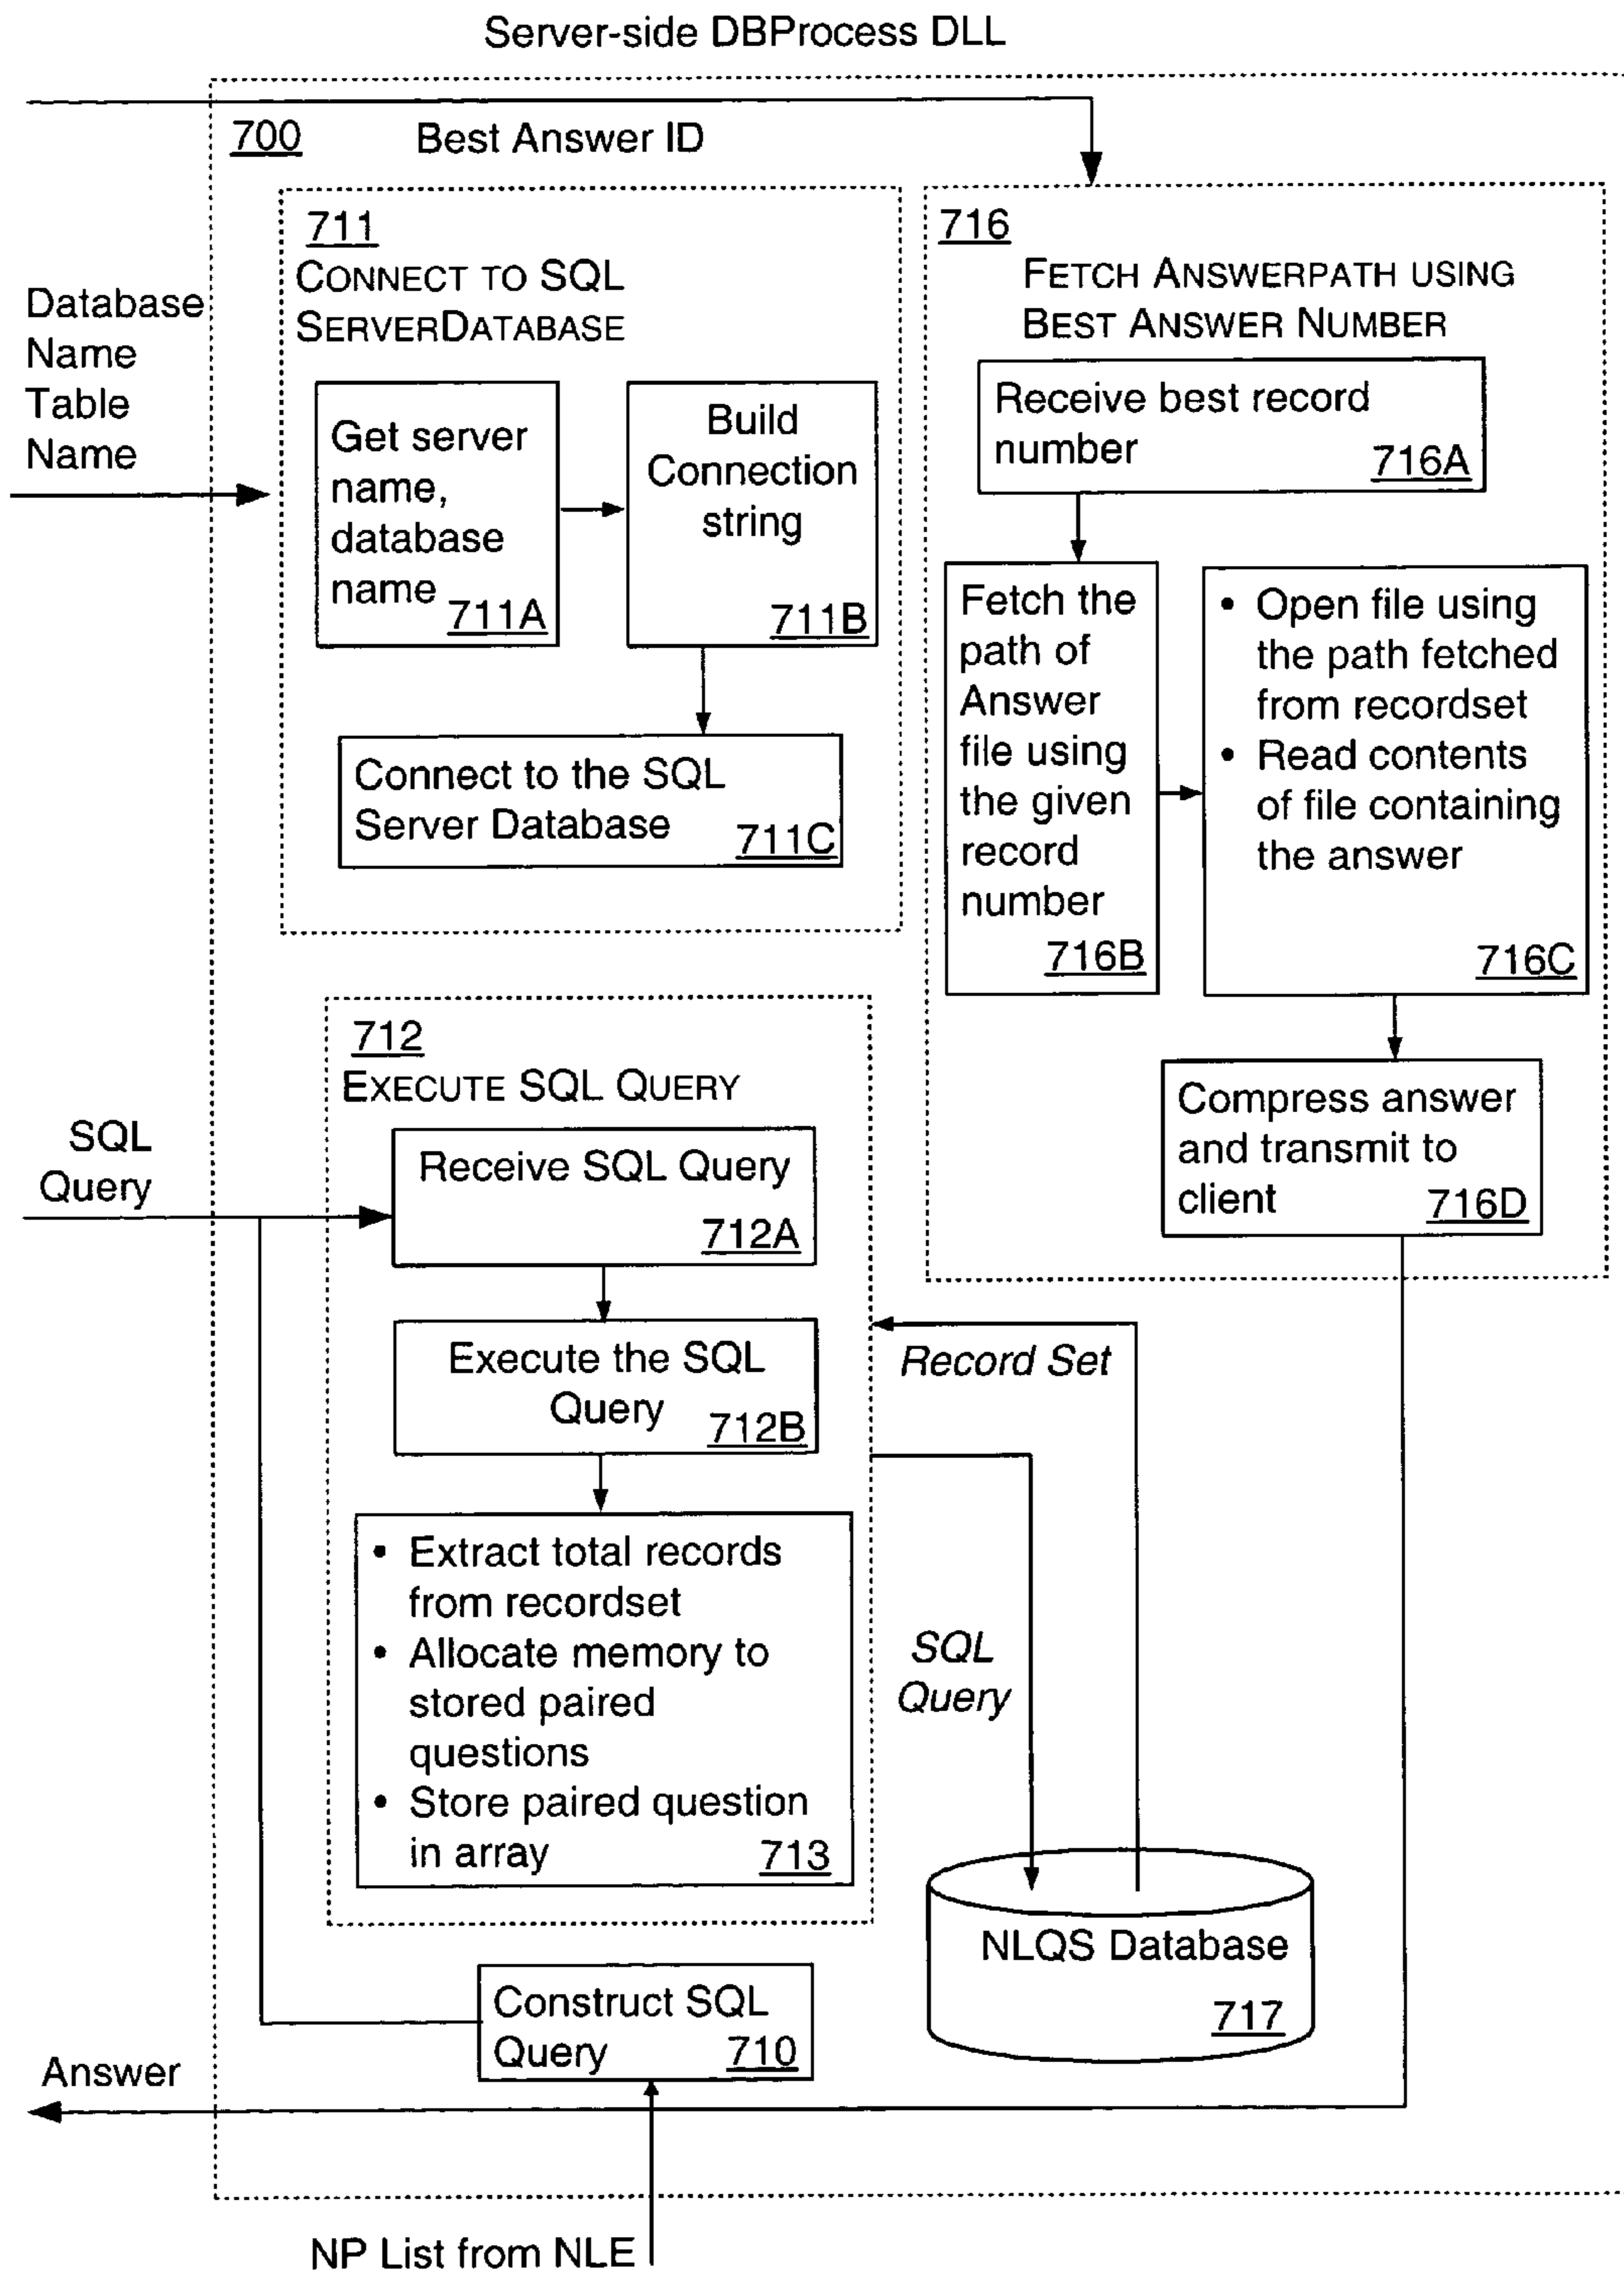 Server-side DBProcess DLL
700
Best Answer ID
Database
Name
Table
Name
711
CONNECT TO SQL
SERVERDATABASE
Get server
name,
database
name
711A
Build
Connection
string
711B
Connect to the SQL
Server Database
711C
716
FETCH ANSWERPATH USING
BEST ANSWER NUMBER
Receive best record
number
716A
Fetch the
path of
Answer
file using
the given
record
number
716B
• Open file using
the path fetched
from recordset
• Read contents
of file containing
the answer
716C
Compress answer
and transmit to
client
716D
712
EXECUTE SQL QUERY
SQL
Query
Receive SQL Query
712A
Execute the SQL
Query
712B
• Extract total records
from recordset
• Allocate memory to
stored paired
questions
• Store paired question
in array
713
Record Set
SQL
Query
NLQS Database
717
Construct SQL
Query
710
Answer
NP List from NLE